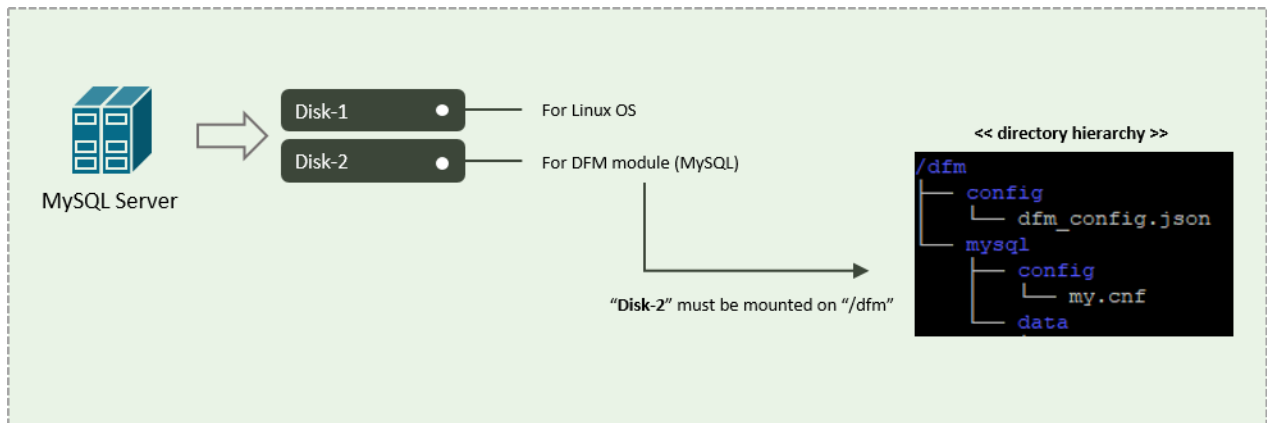 MySQL Server
Disk-1
For Linux OS
Disk-2
For DFM module (MySQL)
“Disk-2” must be mounted on “/dfm”
<< directory hierarchy >>
/dfm
config
dfm_config.json
mysql
config
my.cnf
data